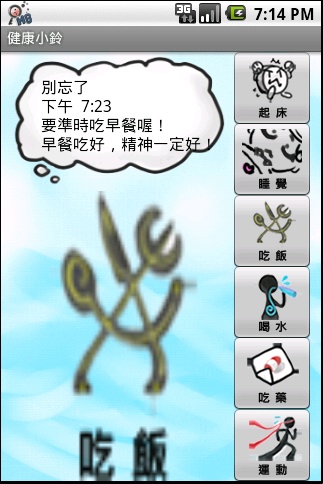 3G
7:14 PM
健康小鈴
別忘了
下午 7:23
要準時吃早餐喔！
早餐吃好，精神一定好！
吃飯
起床
睡覺
吃飯
喝水
吃藥
運動